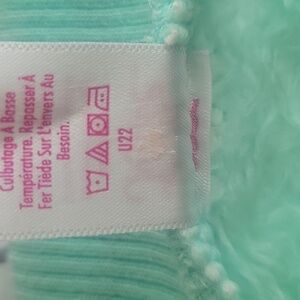 Culbutage À Basse
Température. Repasser À
Fer Tiède Sur L'envers Au
Besoin.
U22